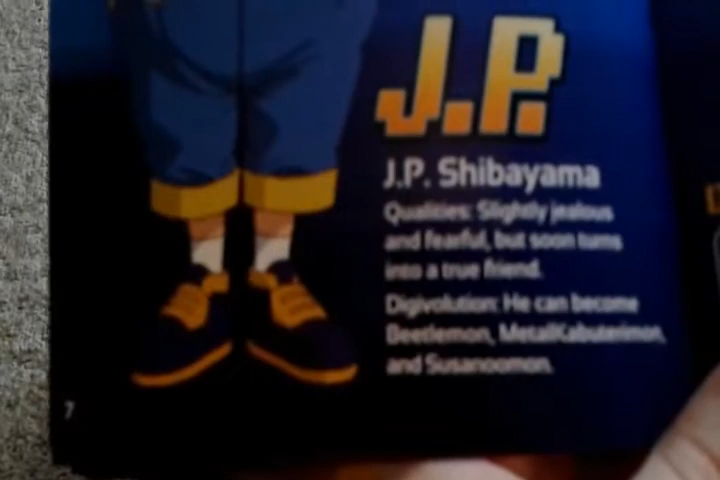 J.P.
J.P. Shibayama
Qualities: Slightly jealous
and fearful, but soon turns
into a true friend.
Digivolution: He can become
Beetlemon, MetalKabuterimon,
and Susanoomon.
7